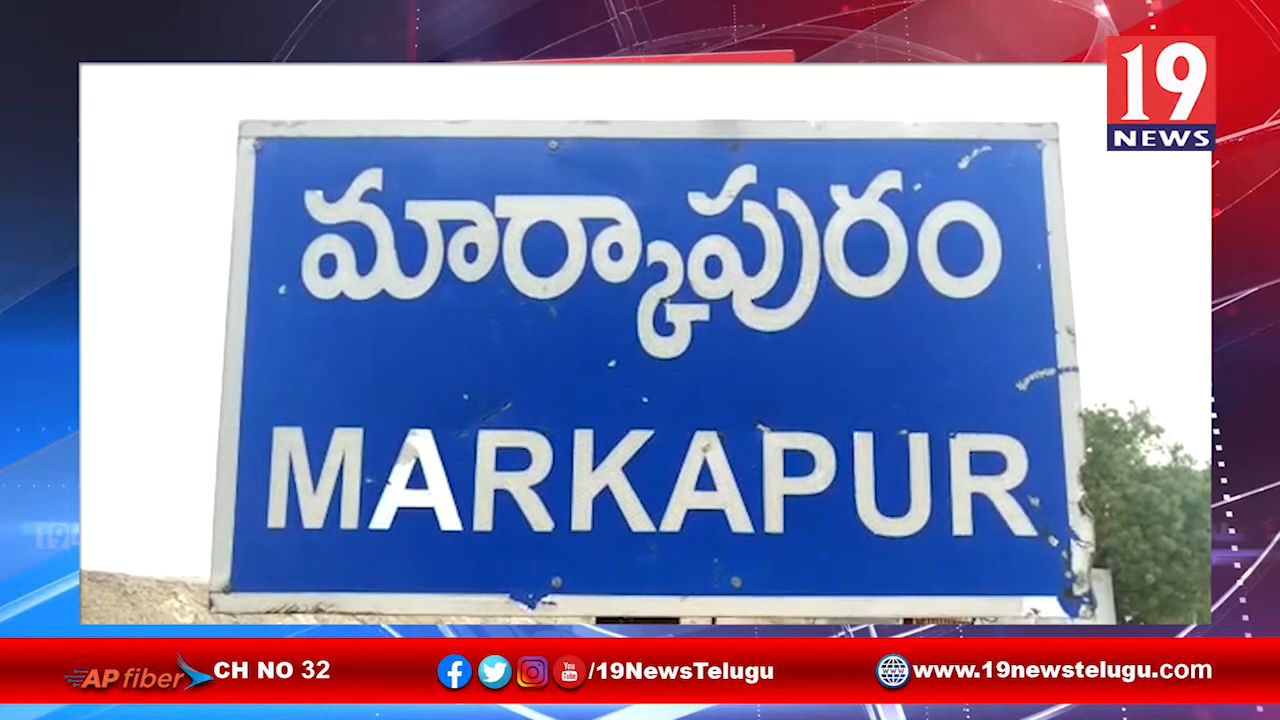 19
NEWS
మార్కాపురం
MARKAPUR
AP fiber CH NO 32 /19NewsTelugu www.19newstelugu.com